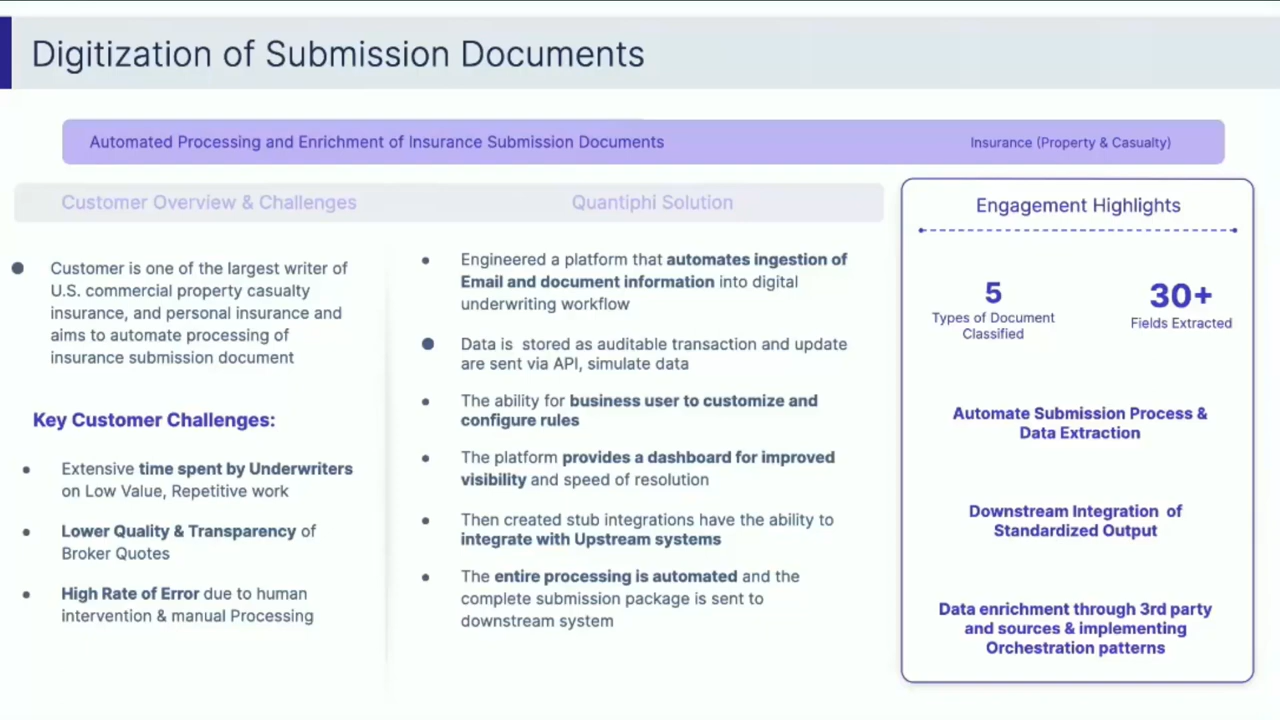 Digitization of Submission Documents
Automated Processing and Enrichment of Insurance Submission Documents
Insurance (Property & Casualty)
Customer Overview & Challenges
Customer is one of the largest writer of
U.S. commercial property casualty
insurance, and personal insurance and
aims to automate processing of
insurance submission document
Key Customer Challenges:
Extensive time spent by Underwriters
on Low Value, Repetitive work
Lower Quality & Transparency of
Broker Quotes
High Rate of Error due to human
intervention & manual Processing
Quantiphi Solution
Engineered a platform that automates ingestion of
Email and document information into digital
underwriting workflow
Data is stored as auditable transaction and update
are sent via API, simulate data
The ability for business user to customize and
configure rules
The platform provides a dashboard for improved
visibility and speed of resolution
Then created stub integrations have the ability to
integrate with Upstream systems
The entire processing is automated and the
complete submission package is sent to
downstream system
Engagement Highlights
5
Types of Document
Classified
30+
Fields Extracted
Automate Submission Process &
Data Extraction
Downstream Integration of
Standardized Output
Data enrichment through 3rd party
and sources & implementing
Orchestration patterns